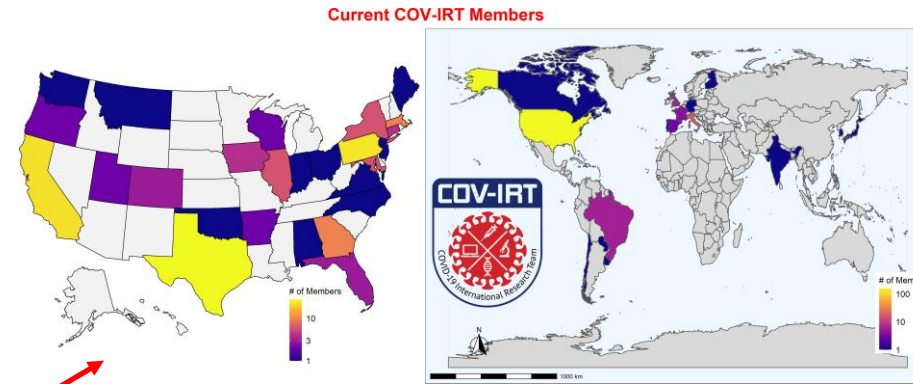 Current COV-IRT Members
# of Members
10
3
1
COV-IRT
COVID-19 International Research Team
N
1000 km
# of Mem
100
10
1